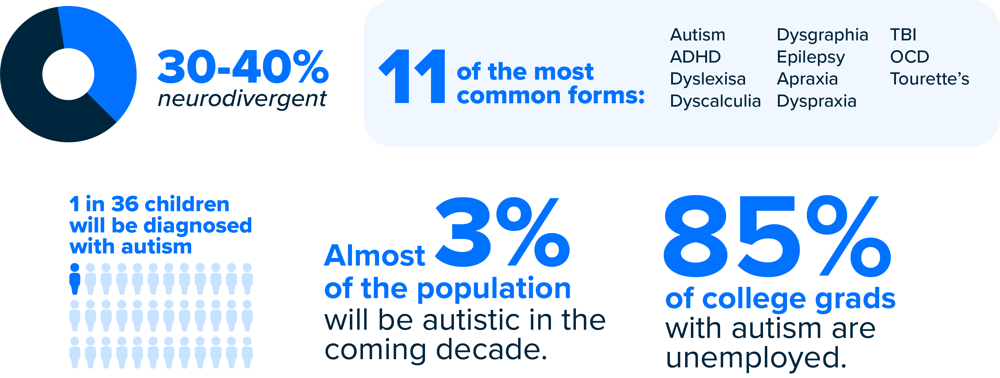 30-40%
neurodivergent
11 of the most
common forms:
Autism
ADHD
Dyslexisa
Dyscalculia
Dysgraphia
Epilepsy
Apraxia
Dyspraxia
TBI
OCD
Tourette’s
1 in 36 children
will be diagnosed
with autism
Almost 3%
of the population
will be autistic in the
coming decade.
85%
of college grads
with autism are
unemployed.